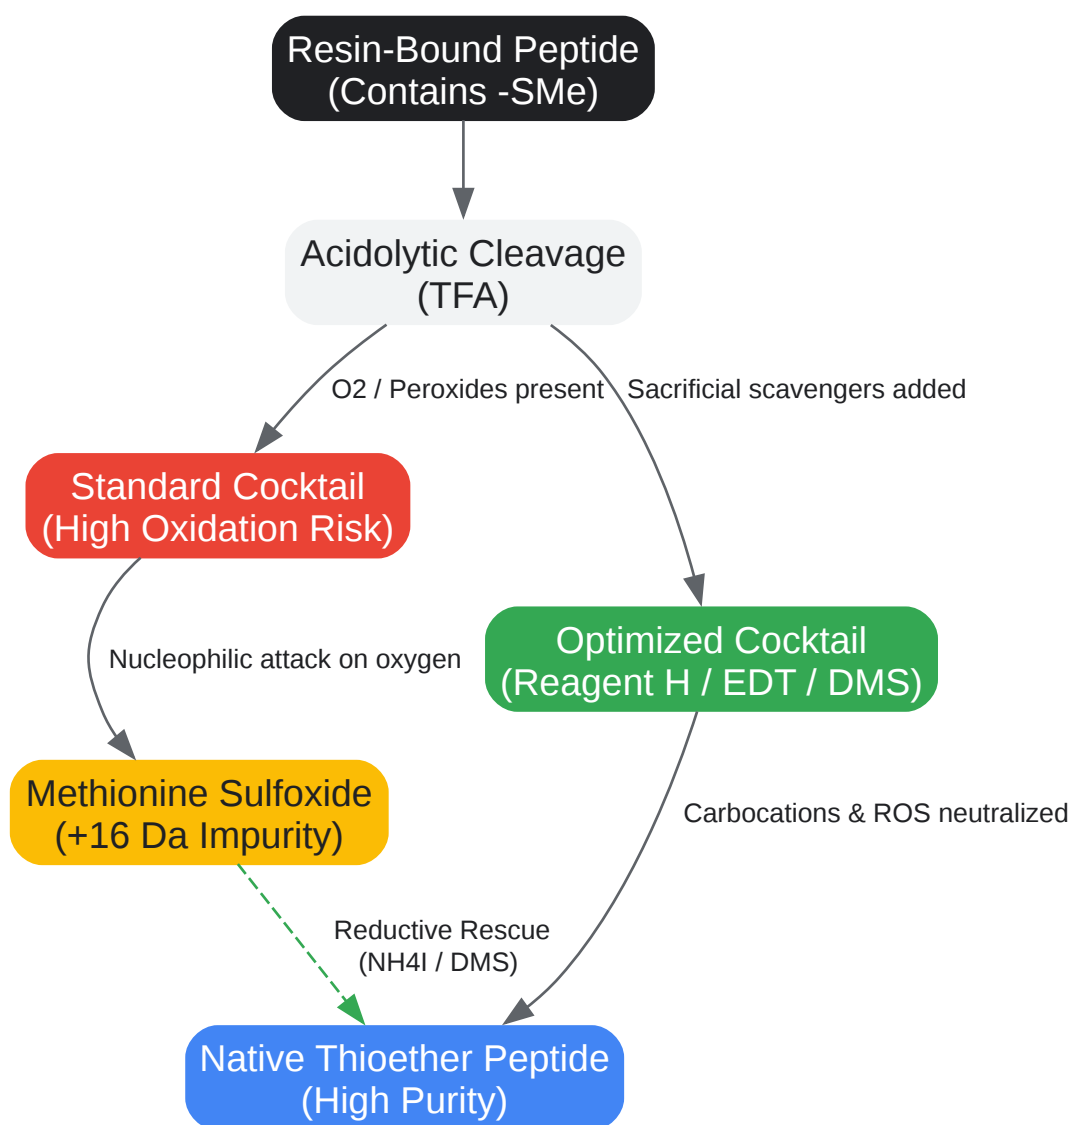 Resin-Bound Peptide
(Contains -SMe)
Acidolytic Cleavage
(TFA)
O2 / Peroxides present
Sacrificial scavengers added
Standard Cocktail
(High Oxidation Risk)
Nucleophilic attack on oxygen
Optimized Cocktail
(Reagent H / EDT / DMS)
Methionine Sulfoxide
(+16 Da Impurity)
Carbocations & ROS neutralized
Reductive Rescue
(NH4I / DMS)
Native Thioether Peptide
(High Purity)